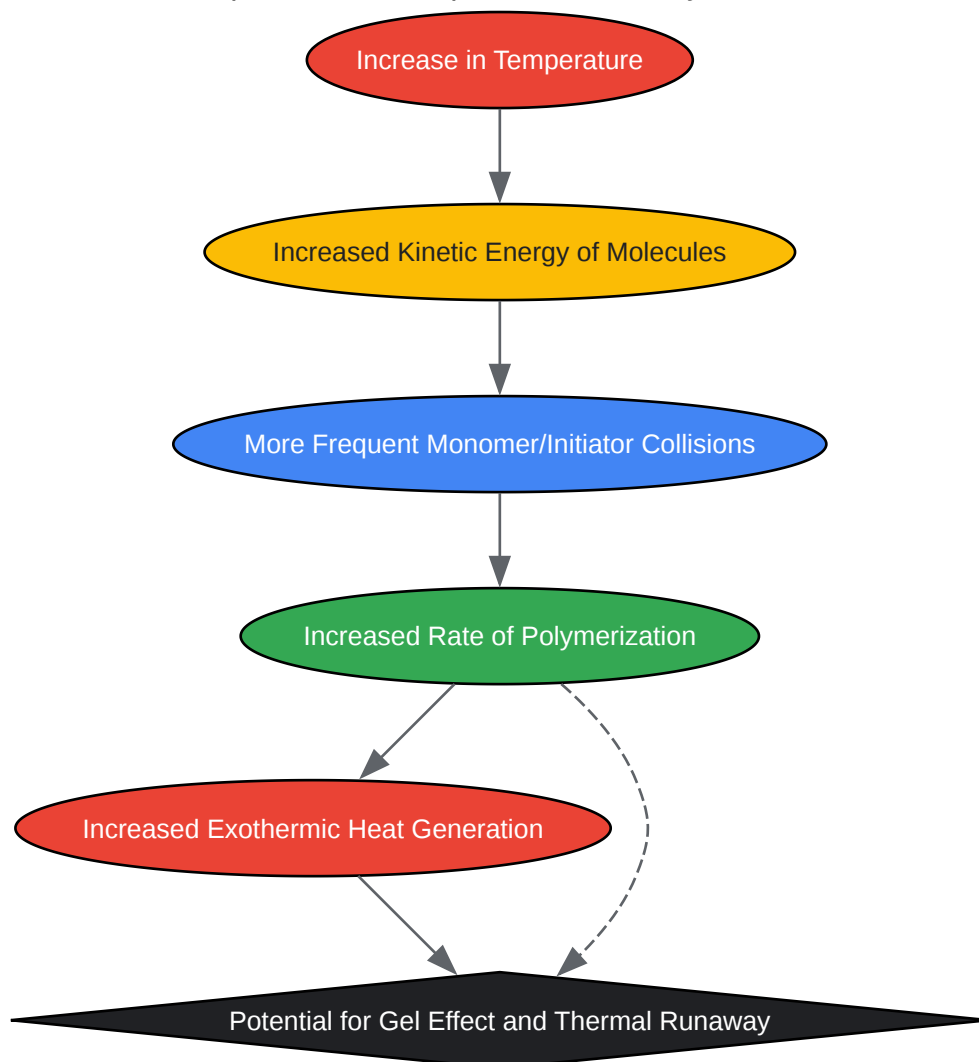 Increase in Temperature
Increased Kinetic Energy of Molecules
More Frequent Monomer/Initiator Collisions
Increased Rate of Polymerization
Increased Exothermic Heat Generation
Potential for Gel Effect and Thermal Runaway